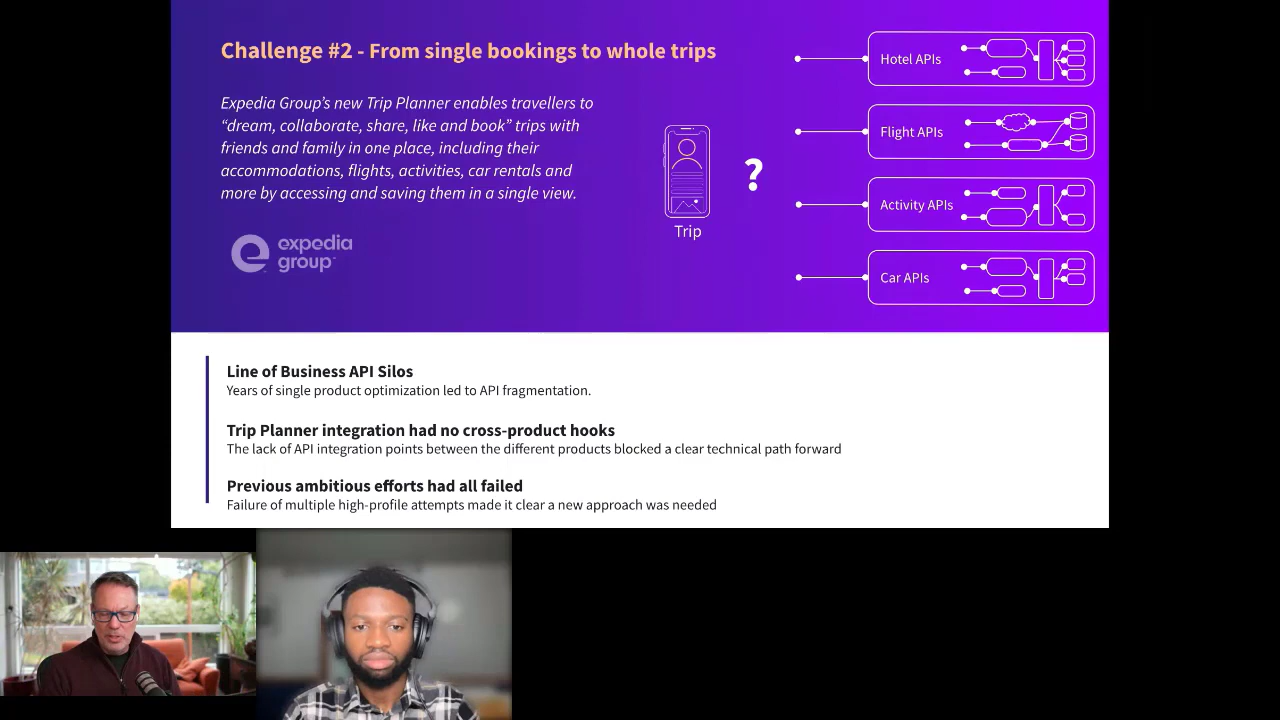 Challenge #2 - From single bookings to whole trips
Expedia Group's new Trip Planner enables travellers to
“dream, collaborate, share, like and book” trips with
friends and family in one place, including their
accommodations, flights, activities, car rentals and
more by accessing and saving them in a single view.
expedia
group™
Trip
?
Hotel APIs
Flight APIs
Activity APIs
Car APIs
Line of Business API Silos
Years of single product optimization led to API fragmentation.
Trip Planner integration had no cross-product hooks
The lack of API integration points between the different products blocked a clear technical path forward
Previous ambitious efforts had all failed
Failure of multiple high-profile attempts made it clear a new approach was needed